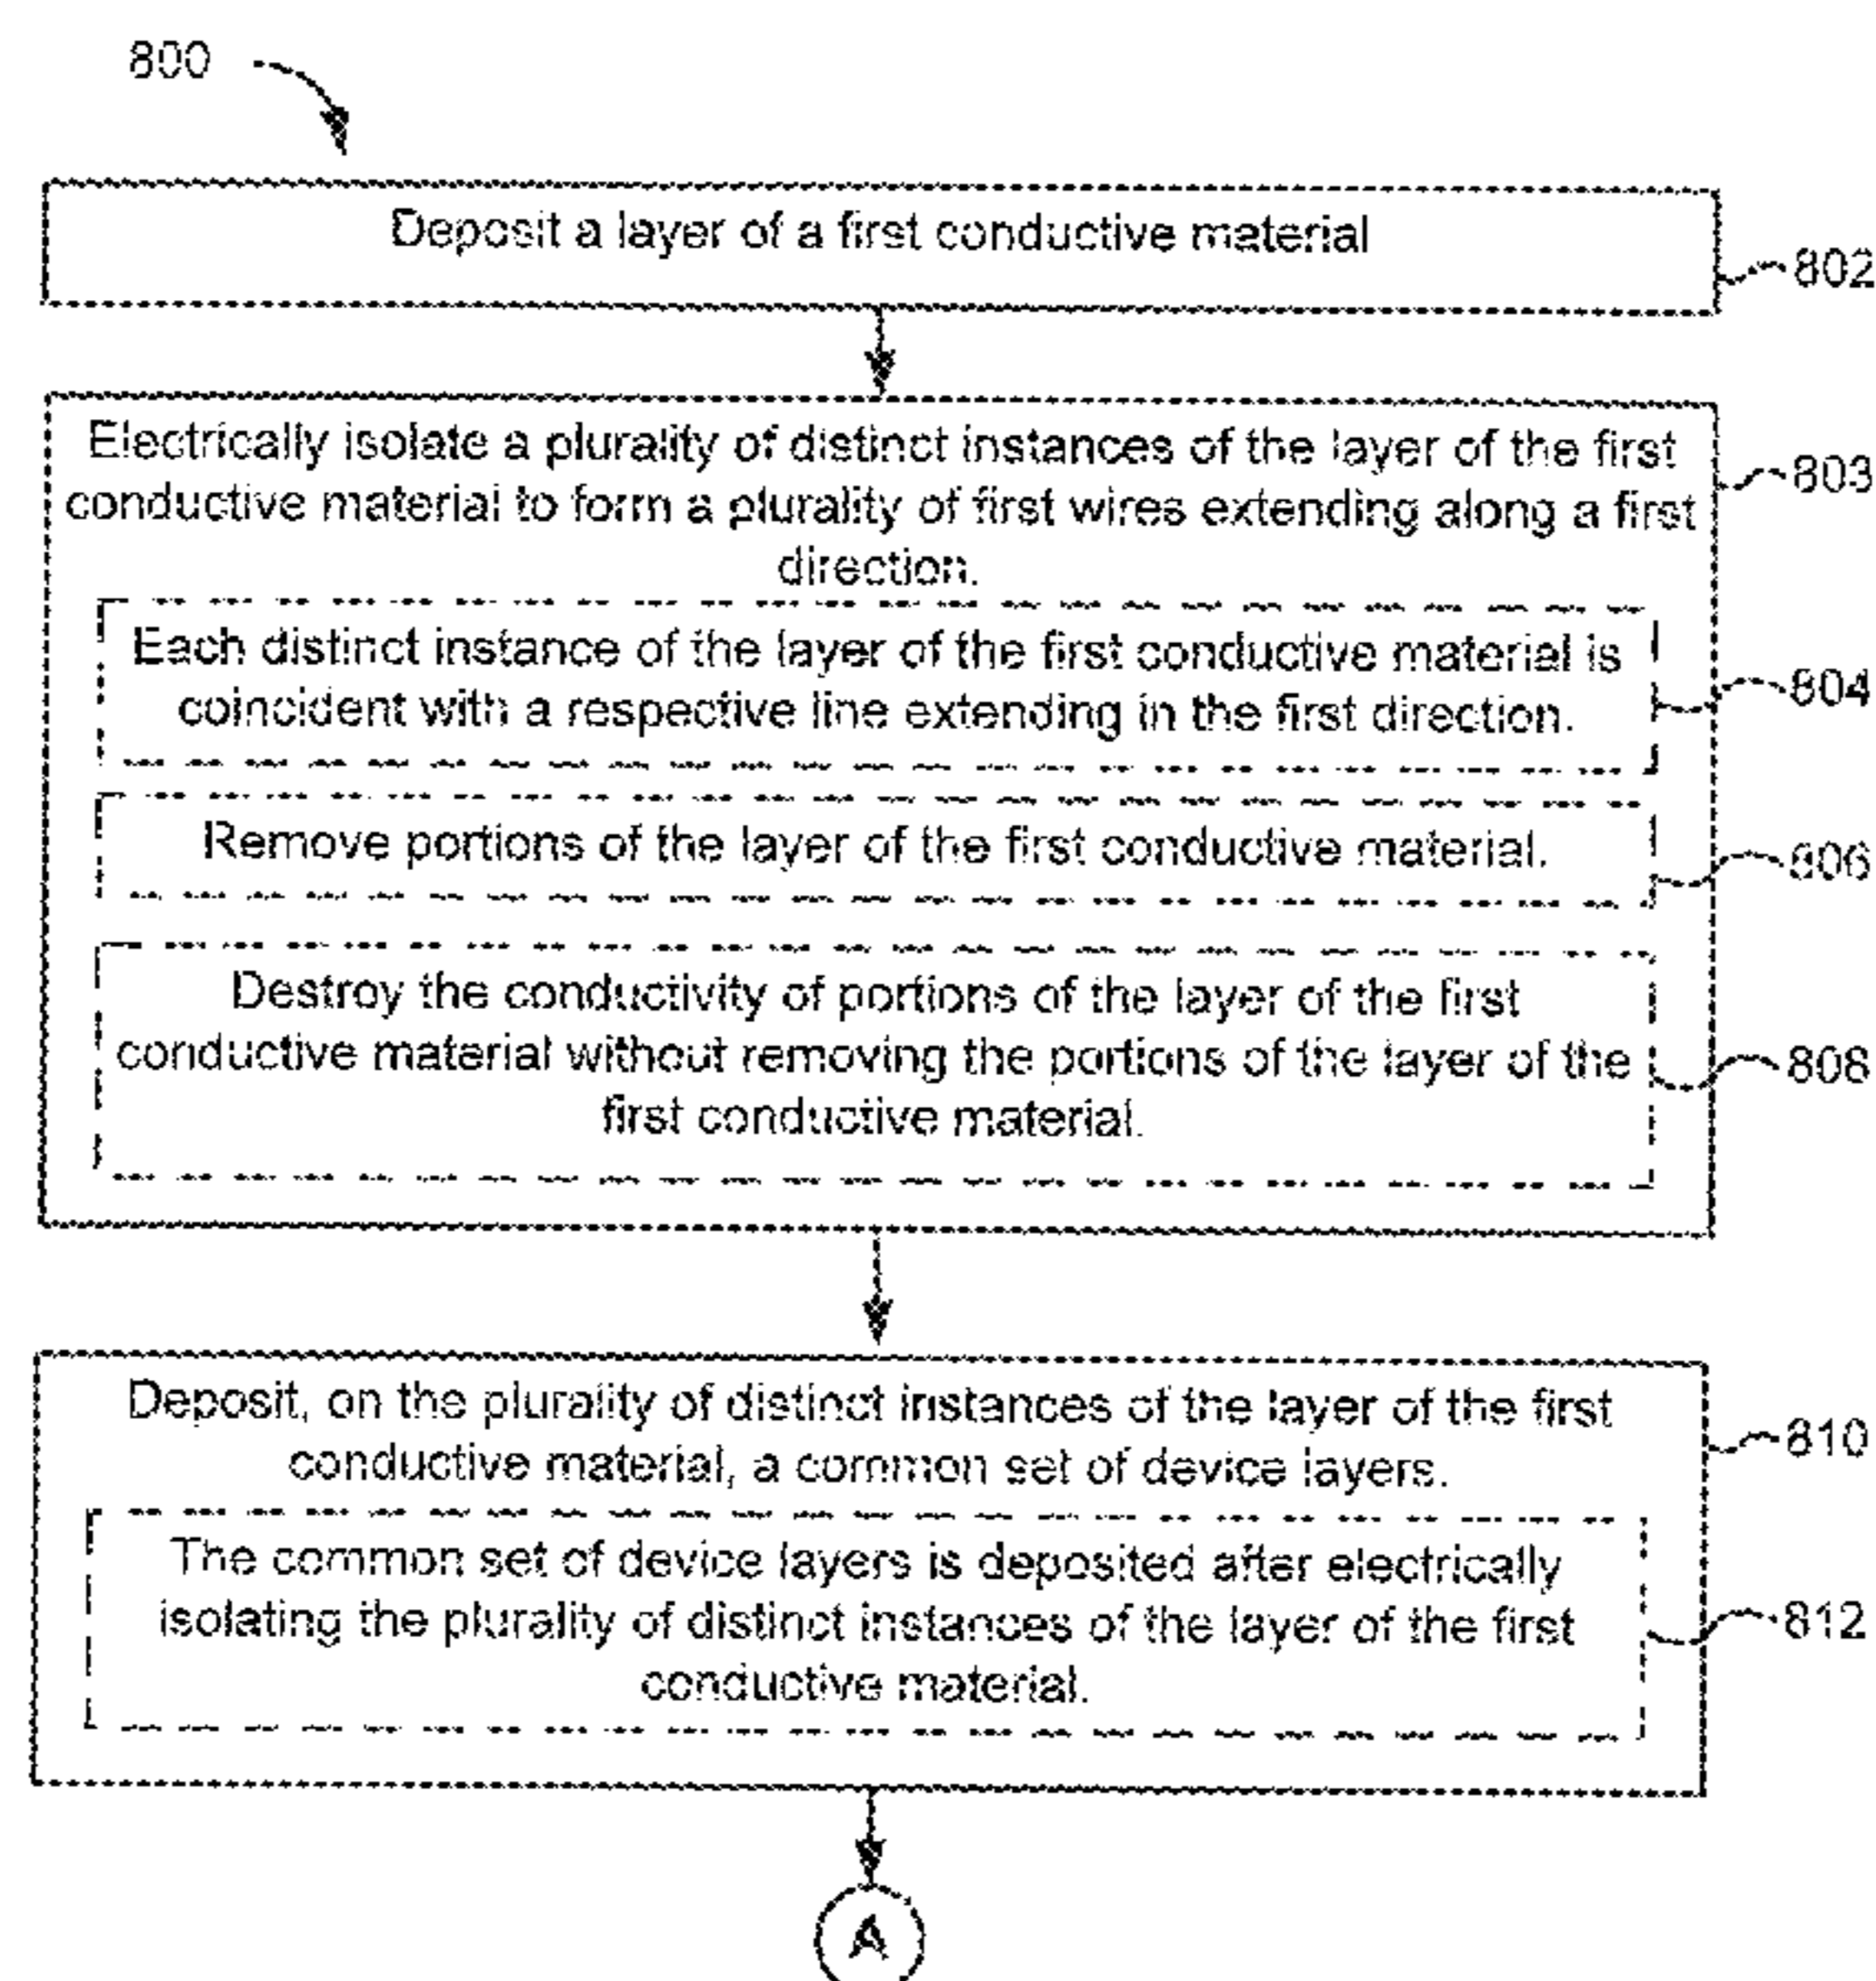 800
Deposit a layer of a first conductive material
802
Electrically isolate a plurality of distinct instances of the layer of the first
conductive material to form a plurality of first wires extending along a first
direction.
803
Each distinct instance of the layer of the first conductive material is
coincident with a respective line extending in the first direction.
804
Remove portions of the layer of the first conductive material.
806
Destroy the conductivity of portions of the layer of the first
conductive material without removing the portions of the layer of the
first conductive material.
808
Deposit, on the plurality of distinct instances of the layer of the first
conductive material, a common set of device layers.
810
The common set of device layers is deposited after electrically
isolating the plurality of distinct instances of the layer of the first
conductive material.
812
A